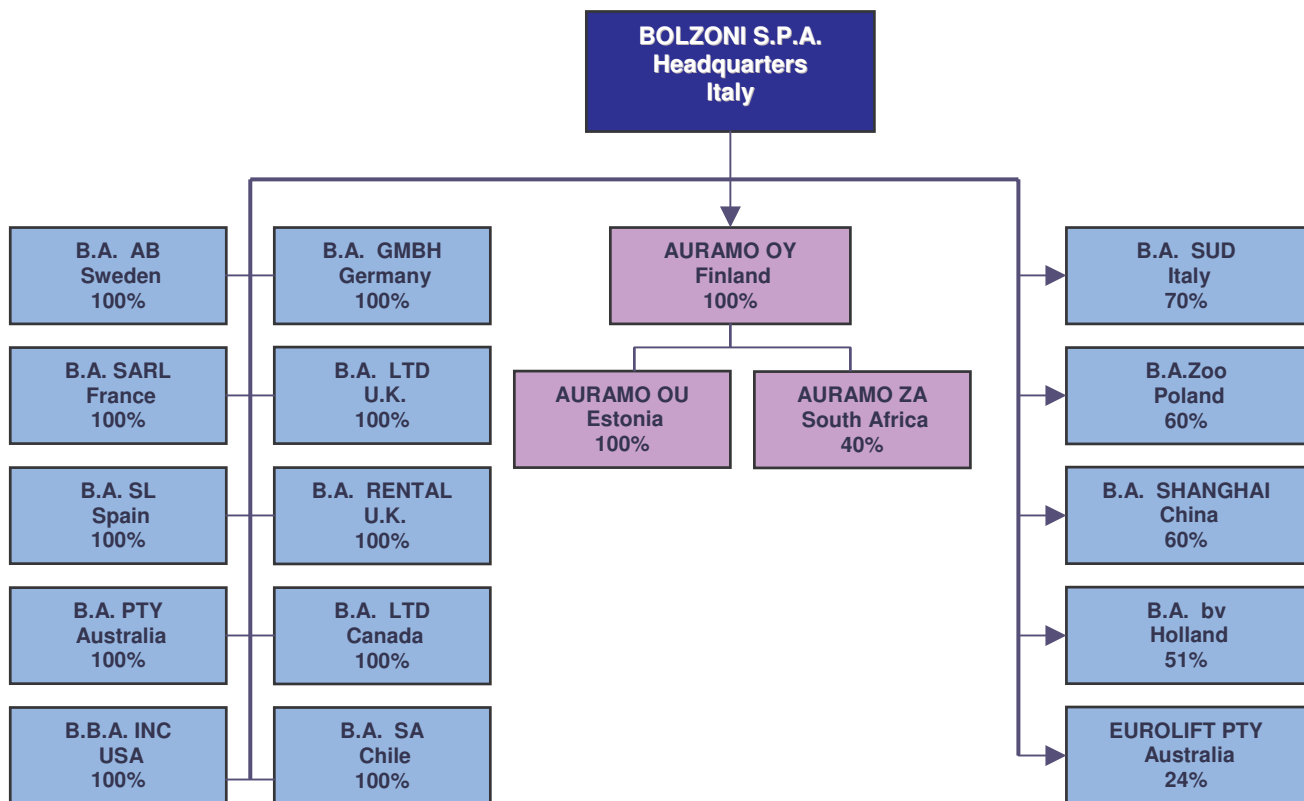 BOLZONI S.P.A.
Headquarters
Italy
B.A. AB
Sweden
100%
B.A. GMBH
Germany
100%
AURAMO OY
Finland
100%
B.A. SUD
Italy
70%
B.A. SARL
France
100%
B.A. LTD
U.K.
100%
AURAMO OU
Estonia
100%
AURAMO ZA
South Africa
40%
B.A.Zoo
Poland
60%
B.A. SL
Spain
100%
B.A. RENTAL
U.K.
100%
B.A. SHANGHAI
China
60%
B.A. PTY
Australia
100%
B.A. LTD
Canada
100%
B.A. bv
Holland
51%
B.B.A. INC
USA
100%
B.A. SA
Chile
100%
EUROLIFT PTY
Australia
24%